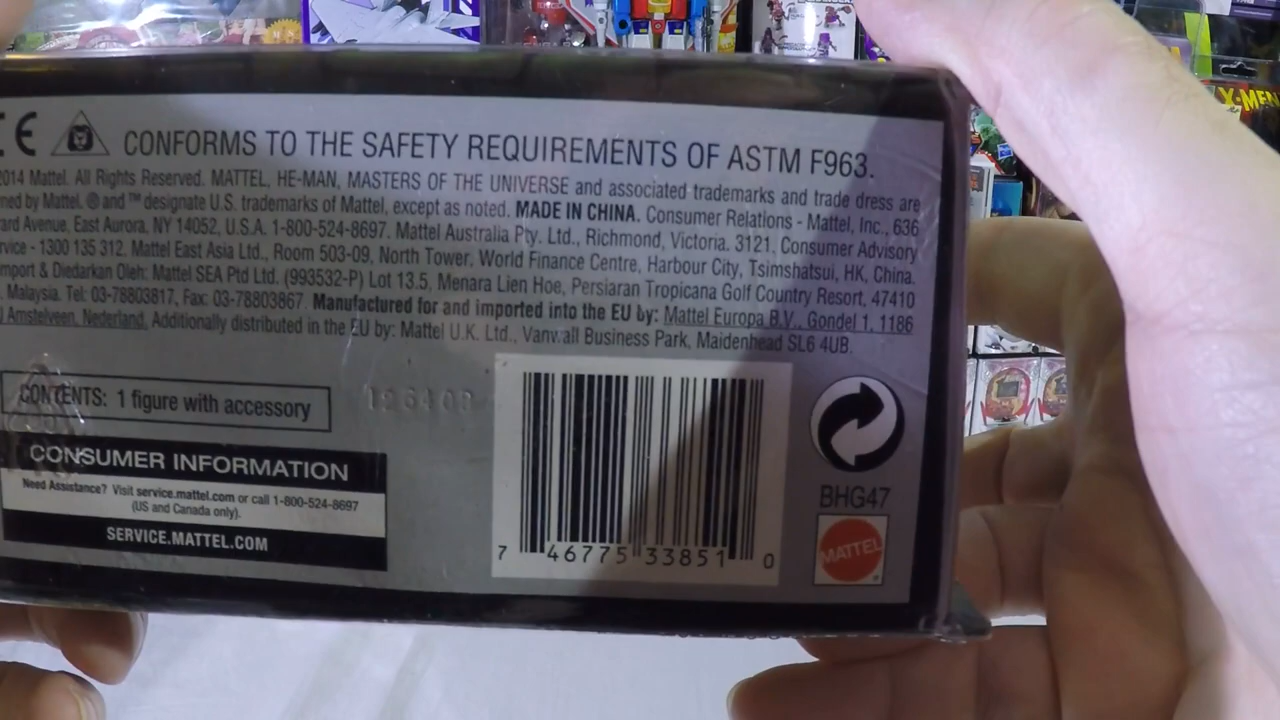 X-MEN
CE CONFORMS TO THE SAFETY REQUIREMENTS OF ASTM F963.
2014 Mattel. All Rights Reserved. MATTEL, HE-MAN, MASTERS OF THE UNIVERSE and associated trademarks and trade dress are
ned by Mattel. ® and ™ designate U.S. trademarks of Mattel, except as noted. MADE IN CHINA. Consumer Relations - Mattel, Inc., 636
ard Avenue, East Aurora, NY 14052, U.S.A. 1-800-524-8697. Mattel Australia Pty. Ltd., Richmond, Victoria. 3121. Consumer Advisory
rvice - 1300 135 312. Mattel East Asia Ltd., Room 503-09, North Tower. World Finance Centre, Harbour City, Tsimshatsui, HK, China.
mport & Diedarkan Oleh: Mattel SEA Ptd Ltd. (993532-P) Lot 13.5, Menara Lien Hoe, Persiaran Tropicana Golf Country Resort, 47410
. Malaysia. Tel: 03-78803817, Fax: 03-78803867. Manufactured for and imported into the EU by: Mattel Europa B.V., Gondel 1, 1186
Amstelveen, Nederland. Additionally distributed in the EU by: Mattel U.K. Ltd., Vanwall Business Park, Maidenhead SL6 4UB.
CONTENTS: 1 figure with accessory
CONSUMER INFORMATION
Need Assistance? Visit service.mattel.com or call 1-800-524-8697
(US and Canada only).
SERVICE.MATTEL.COM
7 46775 33851 0
BHG47
MATTEL